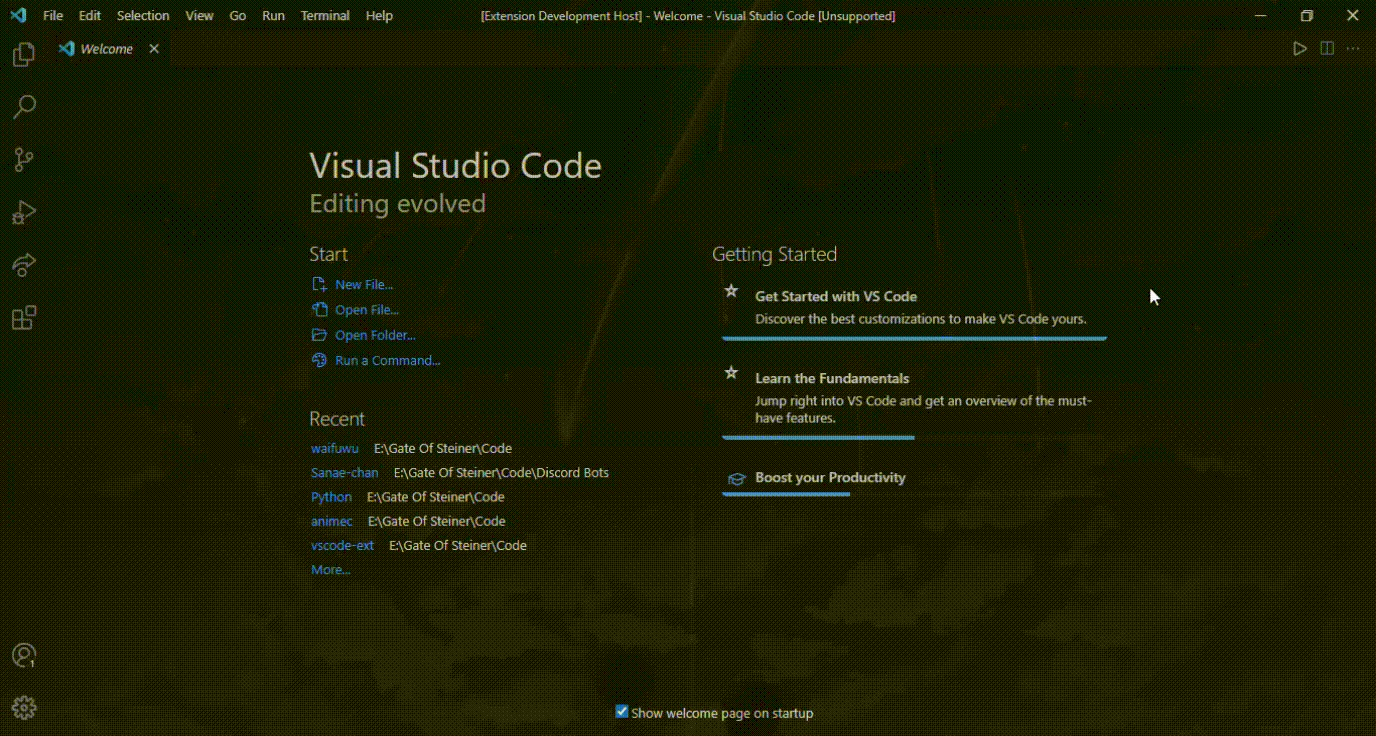 File Edit Selection View Go Run Terminal Help [Extension Development Host] - Welcome - Visual Studio Code [Unsupported]
Welcome
Visual Studio Code
Editing evolved
Start
New File...
Open File...
Open Folder...
Run a Command...
Recent
waifuwu E:\Gate Of Steiner\Code
Sanae-chan E:\Gate Of Steiner\Code\Discord Bots
Python E:\Gate Of Steiner\Code
animec E:\Gate Of Steiner\Code
vscode-ext E:\Gate Of Steiner\Code
More...
Getting Started
Get Started with VS Code
Discover the best customizations to make VS Code yours.
Learn the Fundamentals
Jump right into VS Code and get an overview of the must-
have features.
Boost your Productivity
1
Show welcome page on startup